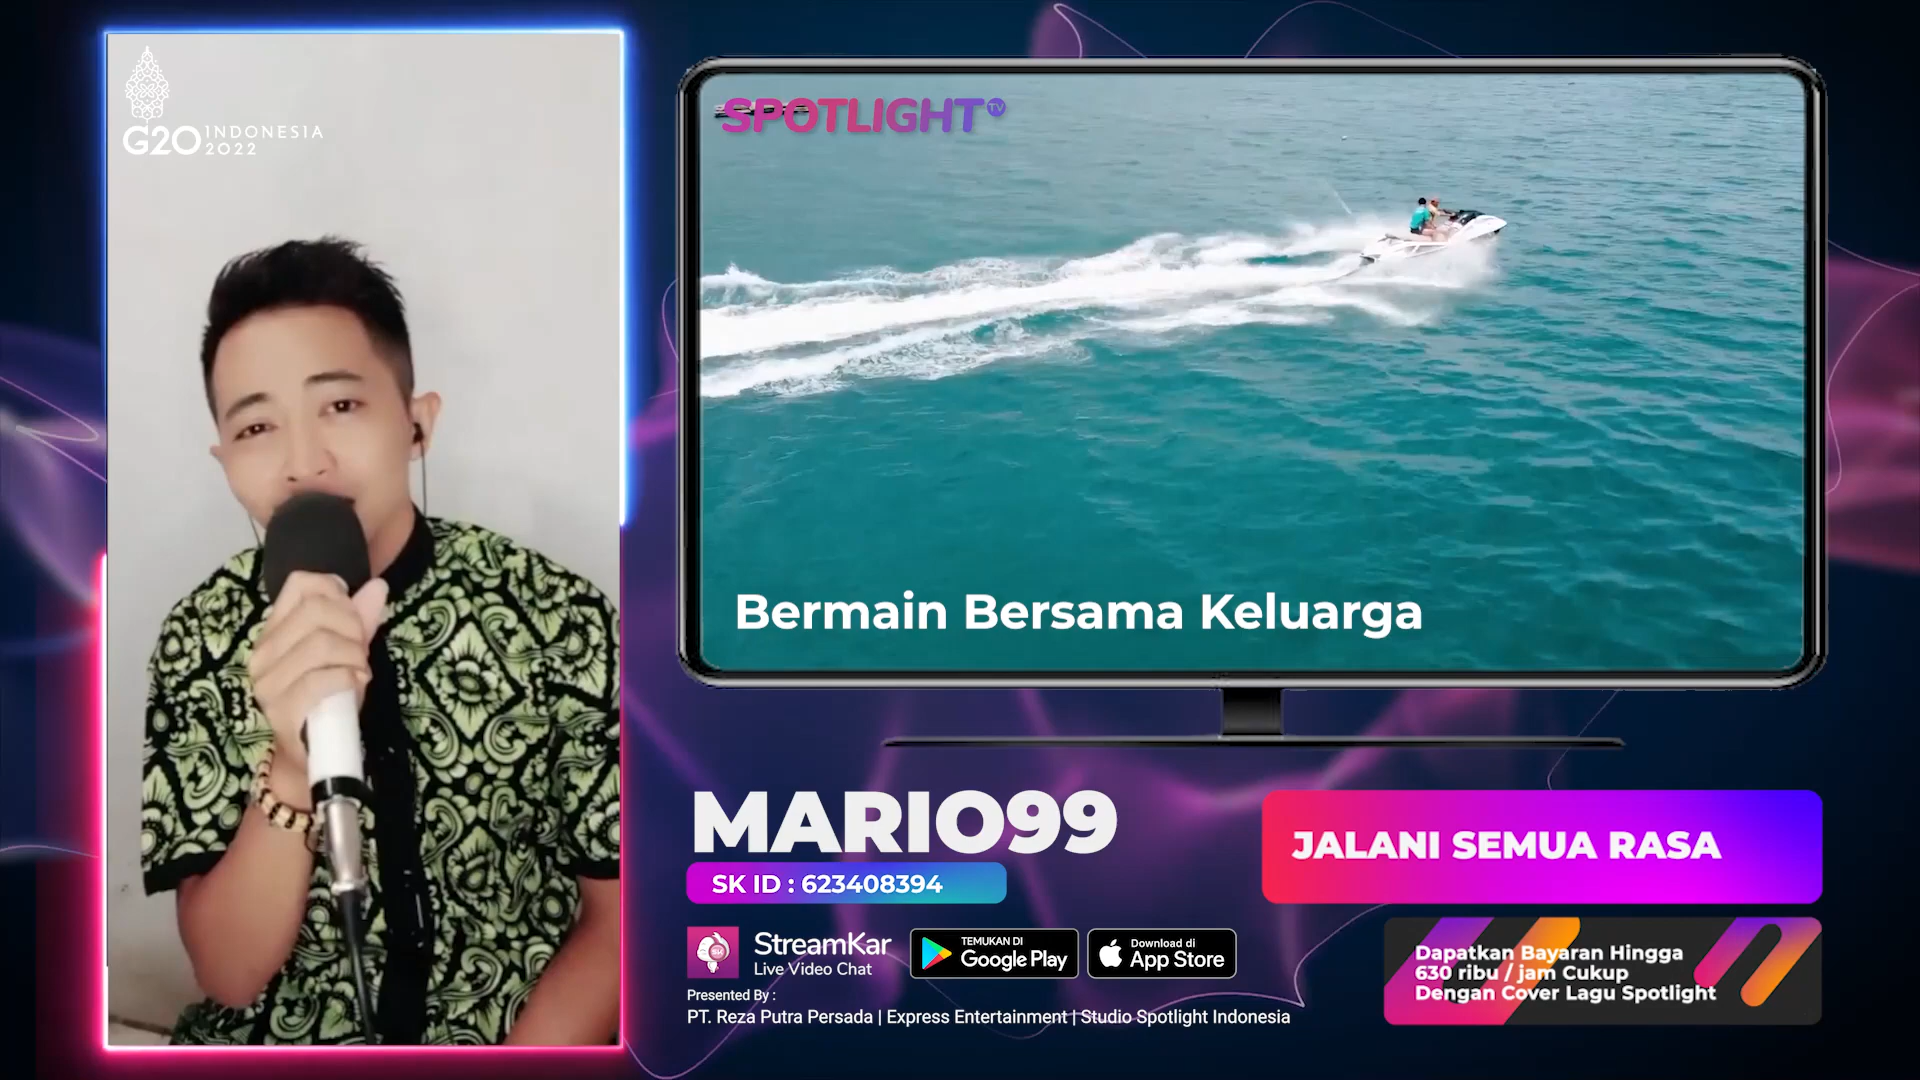 G20 INDONESIA
2022
SPOTLIGHT TV
Bermain Bersama Keluarga
MARIO99
SK ID : 623408394
JALANI SEMUA RASA
StreamKar
Live Video Chat
TEMUKAN DI
Google Play
Download di
App Store
Dapatkan Bayaran Hingga
630 ribu / jam Cukup
Dengan Cover Lagu Spotlight
Presented By :
PT. Reza Putra Persada | Express Entertainment | Studio Spotlight Indonesia